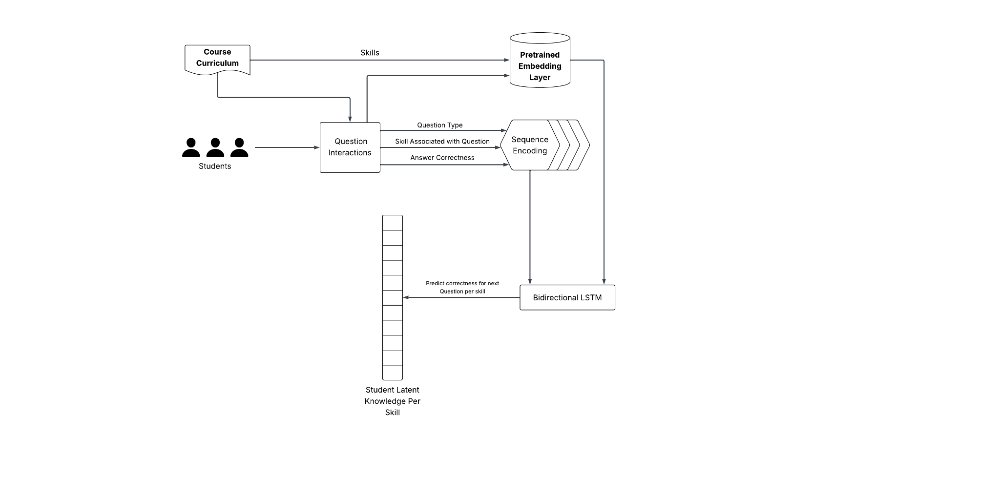 Course
Curriculum
Skills
Pretrained
Embedding
Layer
Students
Question
Interactions
Question Type
Skill Associated with Question
Answer Correctness
Sequence
Encoding
Predict correctness for next
Question per skill
Bidirectional LSTM
Student Latent
Knowledge Per
Skill